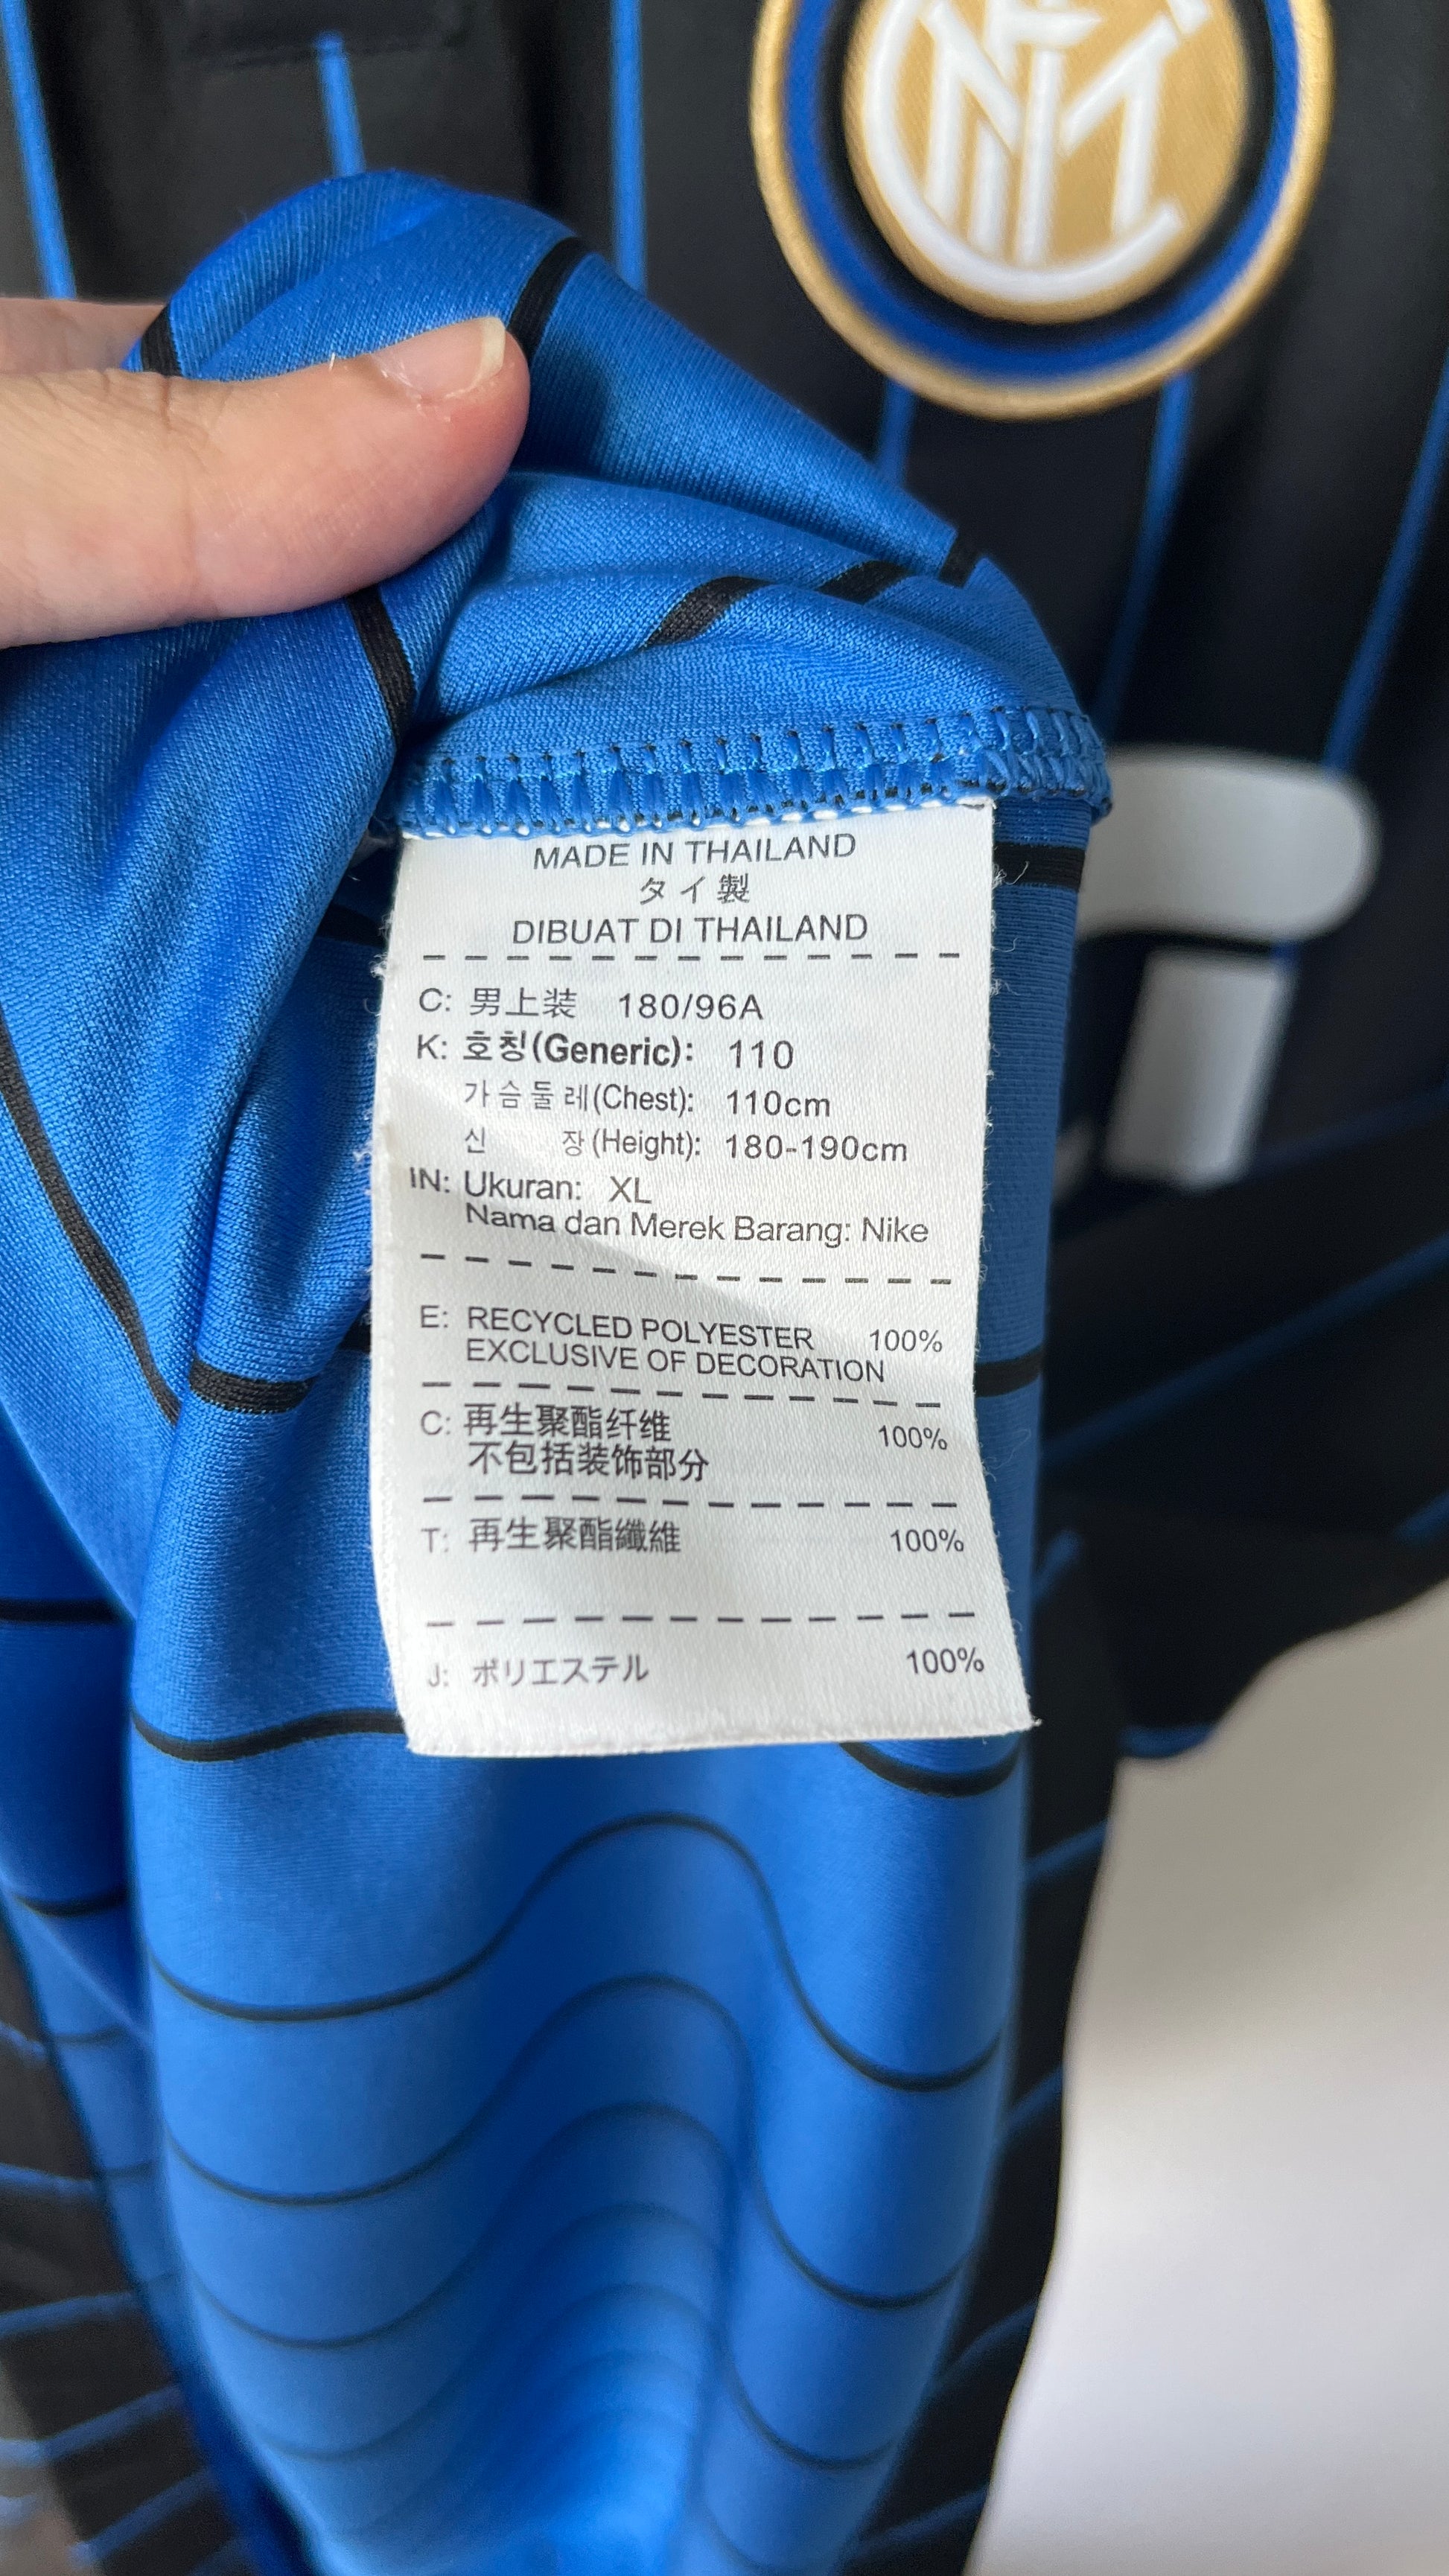 MADE IN THAILAND
タイ製
DIBUAT DI THAILAND
C: 男上装 180/96A
K: 호칭(Generic): 110
가슴둘레(Chest): 110cm
신 장(Height): 180-190cm
IN: Ukuran: XL
Nama dan Merek Barang: Nike
E: RECYCLED POLYESTER 100%
EXCLUSIVE OF DECORATION
C: 再生聚酯纤维 100%
不包括装饰部分
T: 再生聚酯纖維 100%
J: ポリエステル 100%